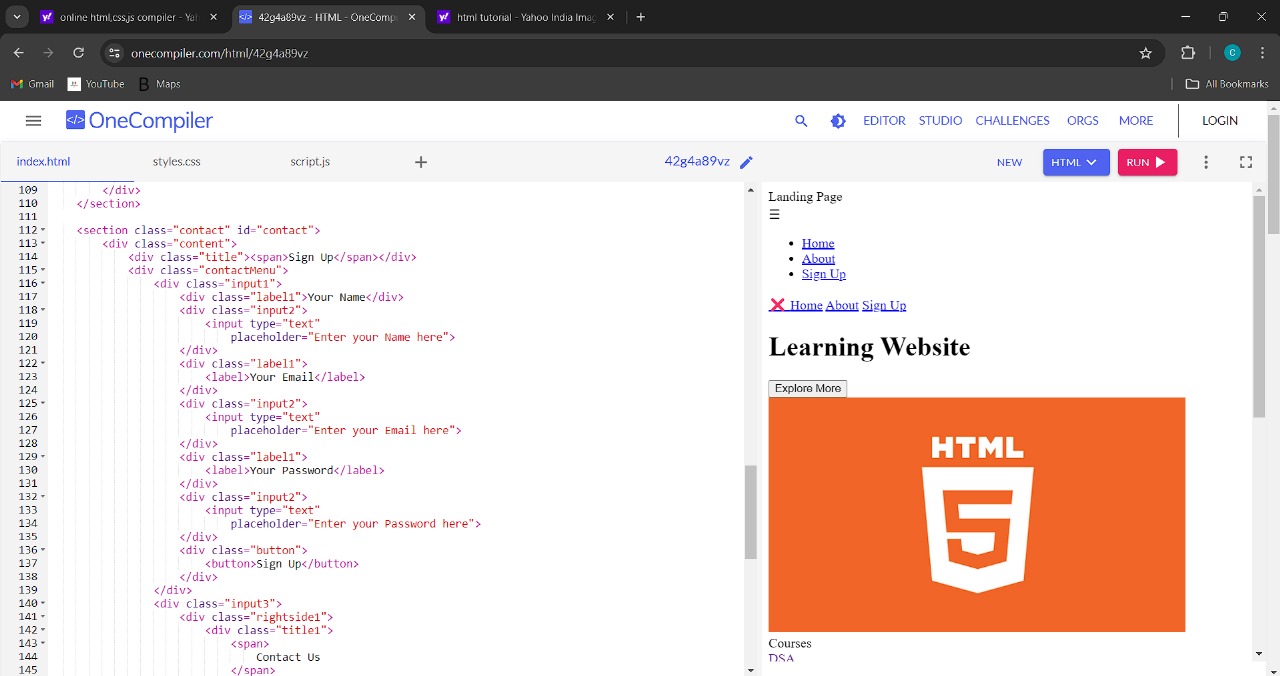 online html,css,js compiler - Yah
42g4a89vz - HTML - OneCompi
html tutorial - Yahoo India Imag
onecompiler.com/html/42g4a89vz
C
Gmail
YouTube
B Maps
All Bookmarks
</> OneCompiler
EDITOR STUDIO CHALLENGES ORGS MORE LOGIN
index.html styles.css script.js + 42g4a89vz NEW HTML RUN
109 </div>
110 </section>
111
112 <section class="contact" id="contact">
113 <div class="content">
114 <div class="title"><span>Sign Up</span></div>
115 <div class="contactMenu">
116 <div class="input1">
117 <div class="label1">Your Name</div>
118 <div class="input2">
119 <input type="text"
120 placeholder="Enter your Name here">
121 </div>
122 <div class="label1">
123 <label>Your Email</label>
124 </div>
125 <div class="input2">
126 <input type="text"
127 placeholder="Enter your Email here">
128 </div>
129 <div class="label1">
130 <label>Your Password</label>
131 </div>
132 <div class="input2">
133 <input type="text"
134 placeholder="Enter your Password here">
135 </div>
136 <div class="button">
137 <button>Sign Up</button>
138 </div>
139 </div>
140 <div class="input3">
141 <div class="rightside1">
142 <div class="title1">
143 <span>
144 Contact Us
145 </span>
Landing Page
☰
• Home
• About
• Sign Up
❌ Home About Sign Up
Learning Website
Explore More
HTML
5
Courses
DSA